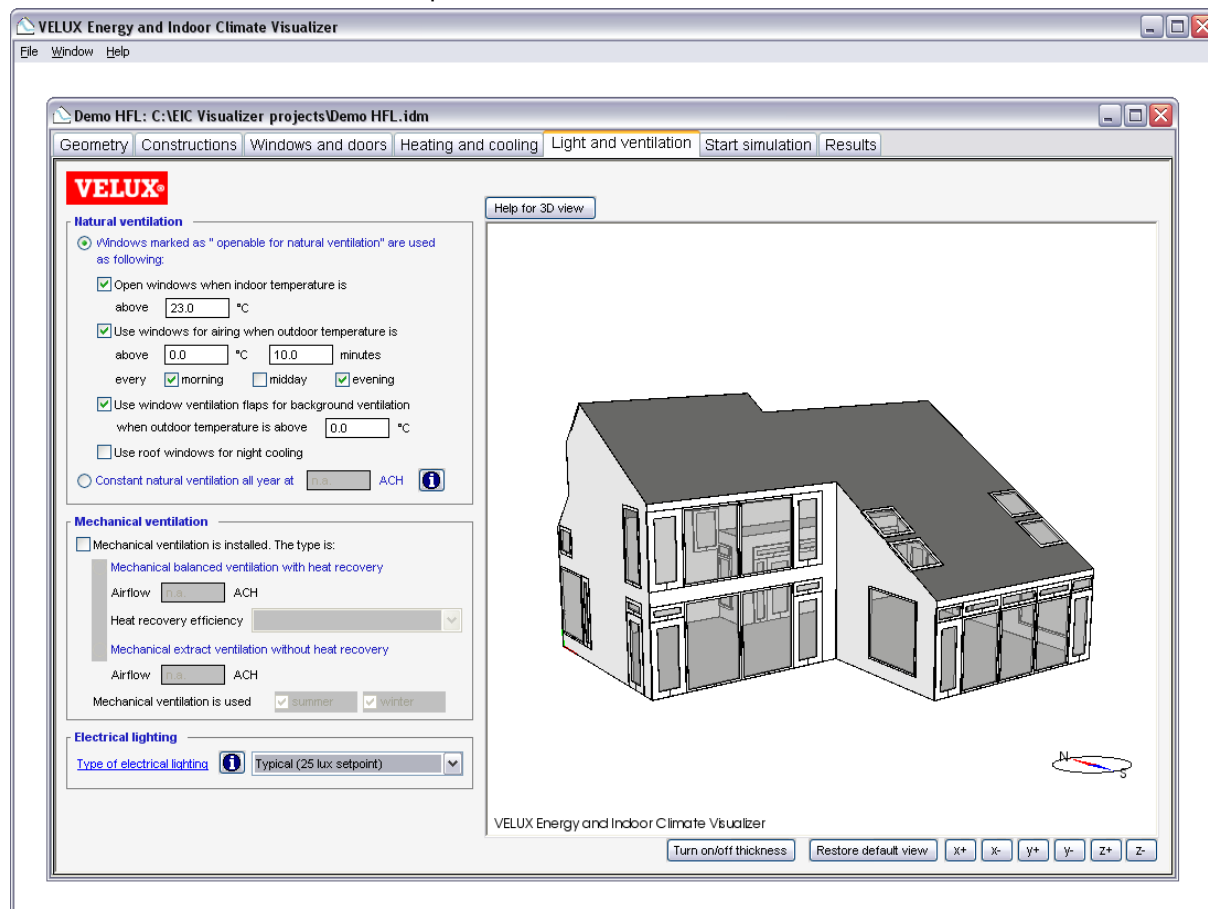 VELUX Energy and Indoor Climate Visualizer
File Window Help
Demo HFL: C:\EIC Visualizer projects\Demo HFL.idm
Geometry Constructions Windows and doors Heating and cooling Light and ventilation Start simulation Results
VELUX®
Help for 3D view
Natural ventilation
Windows marked as " openable for natural ventilation" are used
as following:
Open windows when indoor temperature is
above 23.0 °C
Use windows for airing when outdoor temperature is
above 0.0 °C 10.0 minutes
every morning midday evening
Use window ventilation flaps for background ventilation
when outdoor temperature is above 0.0 °C
Use roof windows for night cooling
Constant natural ventilation all year at n.a. ACH
Mechanical ventilation
Mechanical ventilation is installed. The type is:
Mechanical balanced ventilation with heat recovery
Airflow n.a. ACH
Heat recovery efficiency
Mechanical extract ventilation without heat recovery
Airflow n.a. ACH
Mechanical ventilation is used summer winter
Electrical lighting
Type of electrical lighting Typical (25 lux setpoint)
N
S
VELUX Energy and Indoor Climate Visualizer
Turn on/off thickness Restore default view x+ x- y+ y- z+ z-